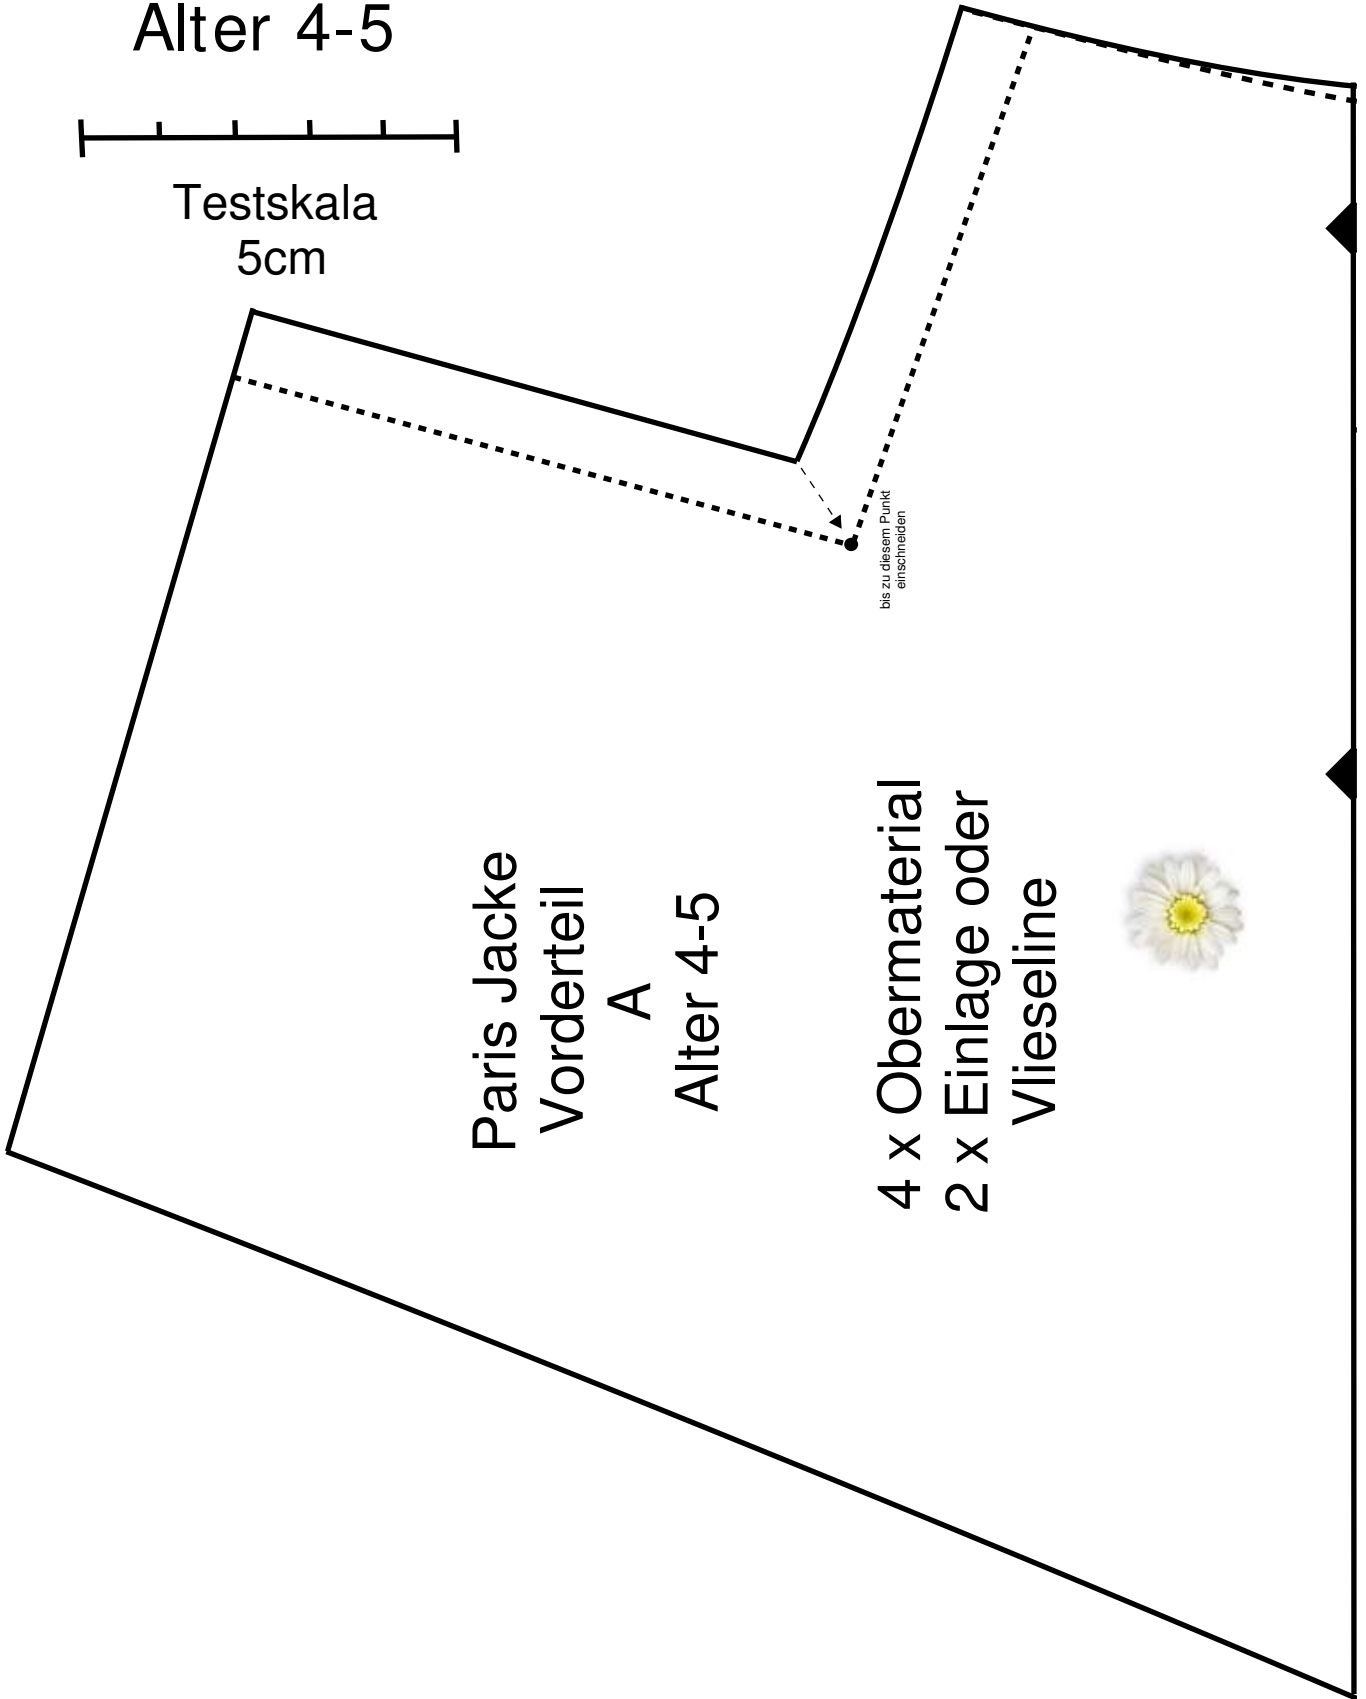 Alter 4-5
Testskala
5cm
bis zu diesem Punkt
einschneiden
Paris Jacke
Vorderteil
A
Alter 4-5
4 x Obermaterial
2 x Einlage oder
Vlieseline